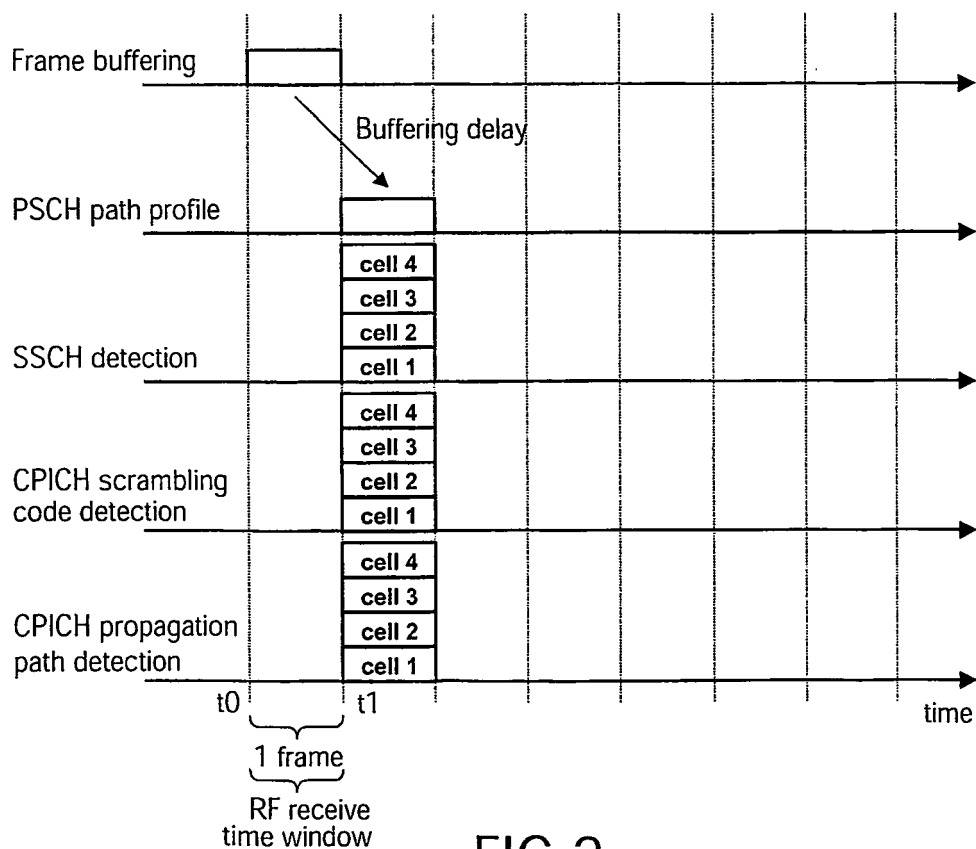 Frame buffering
Buffering delay
PSCH path profile
cell 4
cell 3
cell 2
SSCH detection
cell 1
cell 4
cell 3
CPICH scrambling
cell 2
code detection
cell 1
cell 4
cell 3
CPICH propagation
cell 2
path detection
cell 1
t0
t1
time
1 frame
RF receive
time window